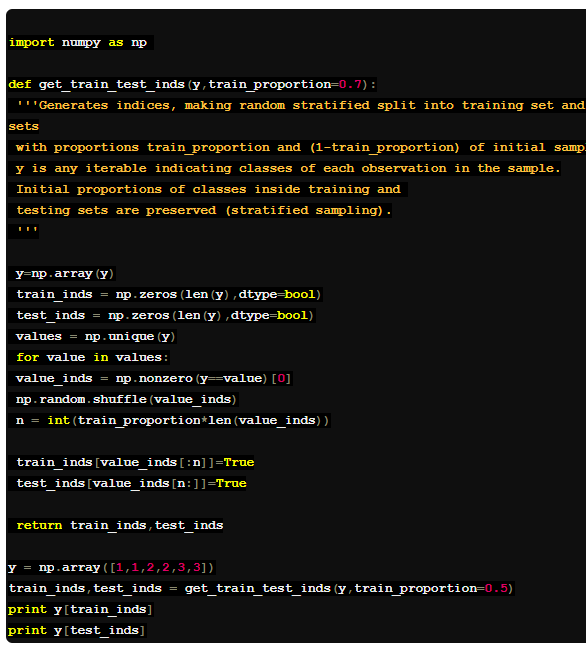 import numpy as np
def get_train_test_inds(y,train_proportion=0.7):
'''Generates indices, making random stratified split into training set and
sets
with proportions train_proportion and (1-train_proportion) of initial samp
y is any iterable indicating classes of each observation in the sample.
Initial proportions of classes inside training and
testing sets are preserved (stratified sampling).
'''
y=np.array(y)
train_inds = np.zeros(len(y),dtype=bool)
test_inds = np.zeros(len(y),dtype=bool)
values = np.unique(y)
for value in values:
value_inds = np.nonzero(y==value)[0]
np.random.shuffle(value_inds)
n = int(train_proportion*len(value_inds))
train_inds[value_inds[:n]]=True
test_inds[value_inds[n:]]=True
return train_inds,test_inds
y = np.array([1,1,2,2,3,3])
train_inds,test_inds = get_train_test_inds(y,train_proportion=0.5)
print y[train_inds]
print y[test_inds]